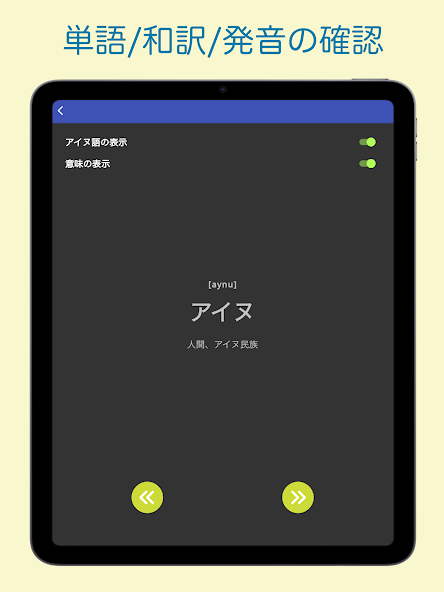 単語/和訳/発音の確認
アイヌ語の表示
意味の表示
[aynu]
アイヌ
人間、アイヌ民族